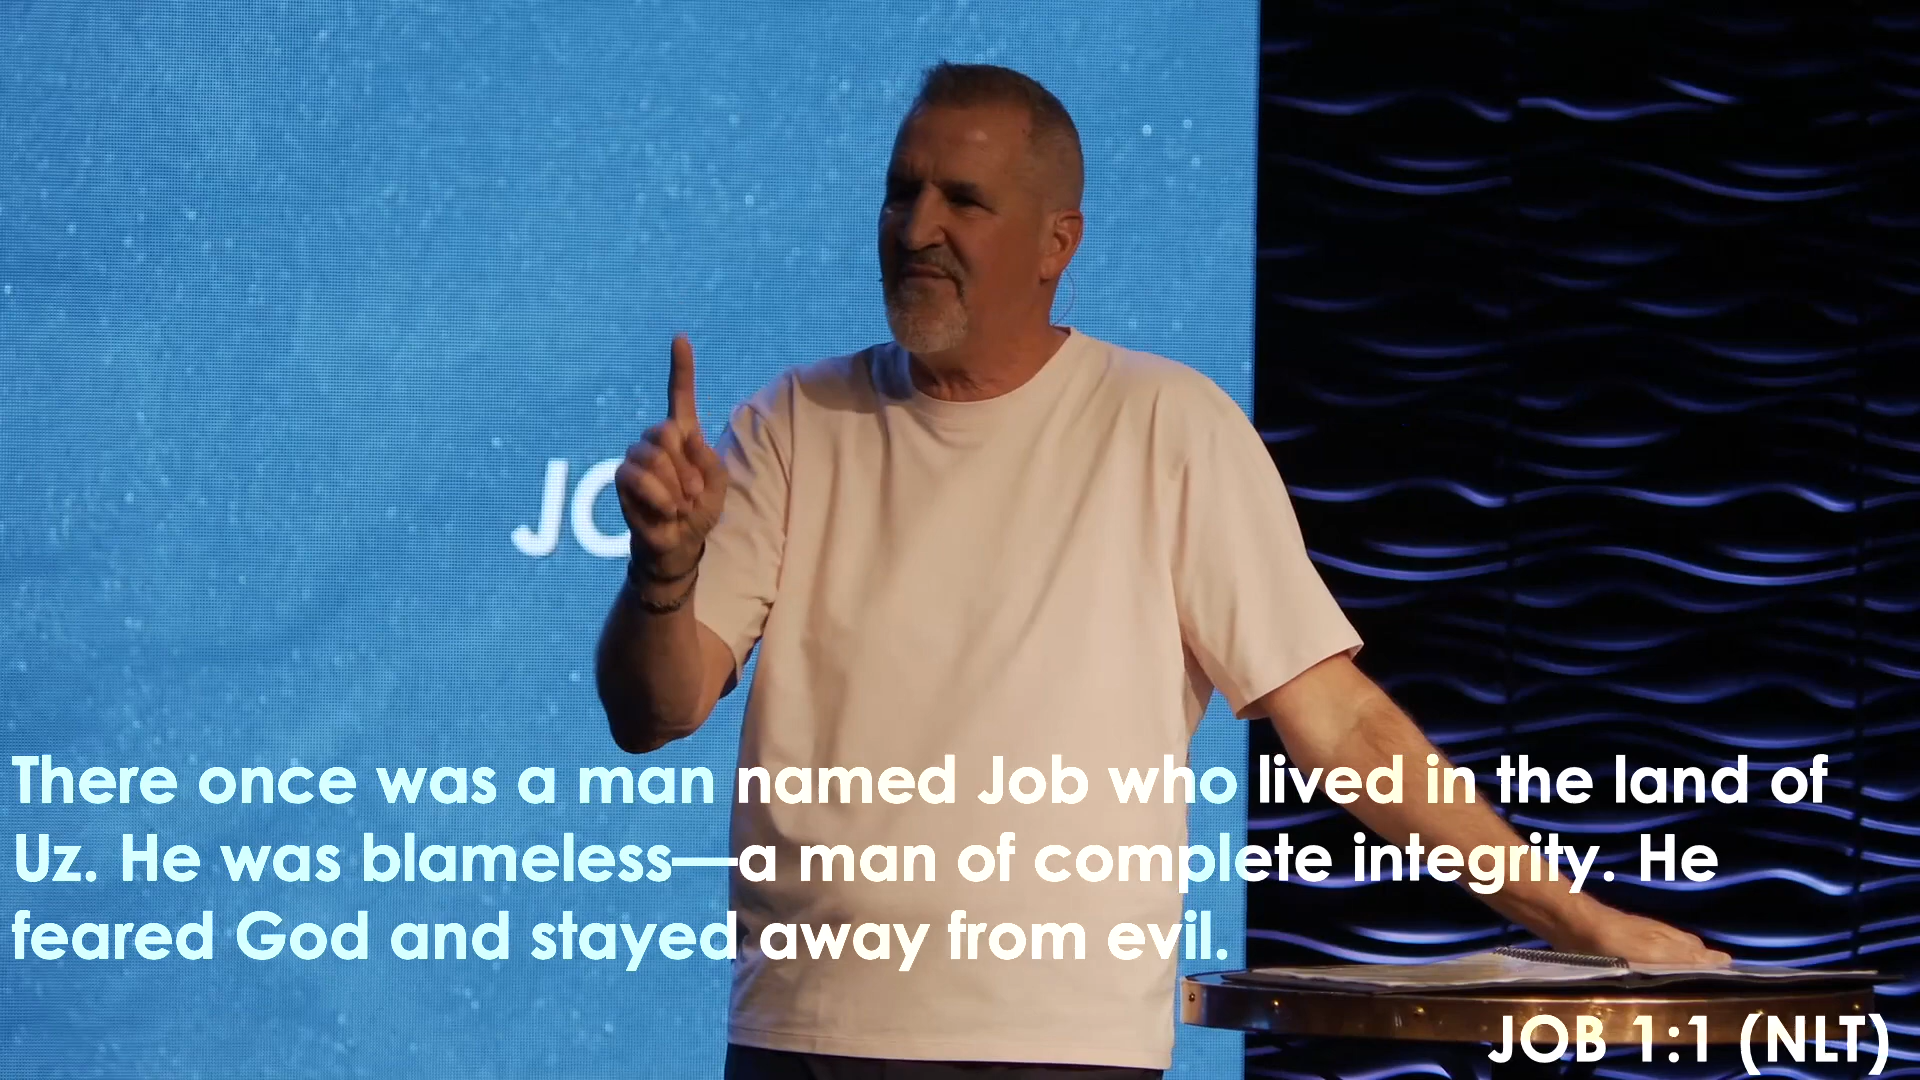 JO
There once was a man named Job who lived in the land of
Uz. He was blameless—a man of complete integrity. He
feared God and stayed away from evil.
JOB 1:1 (NLT)